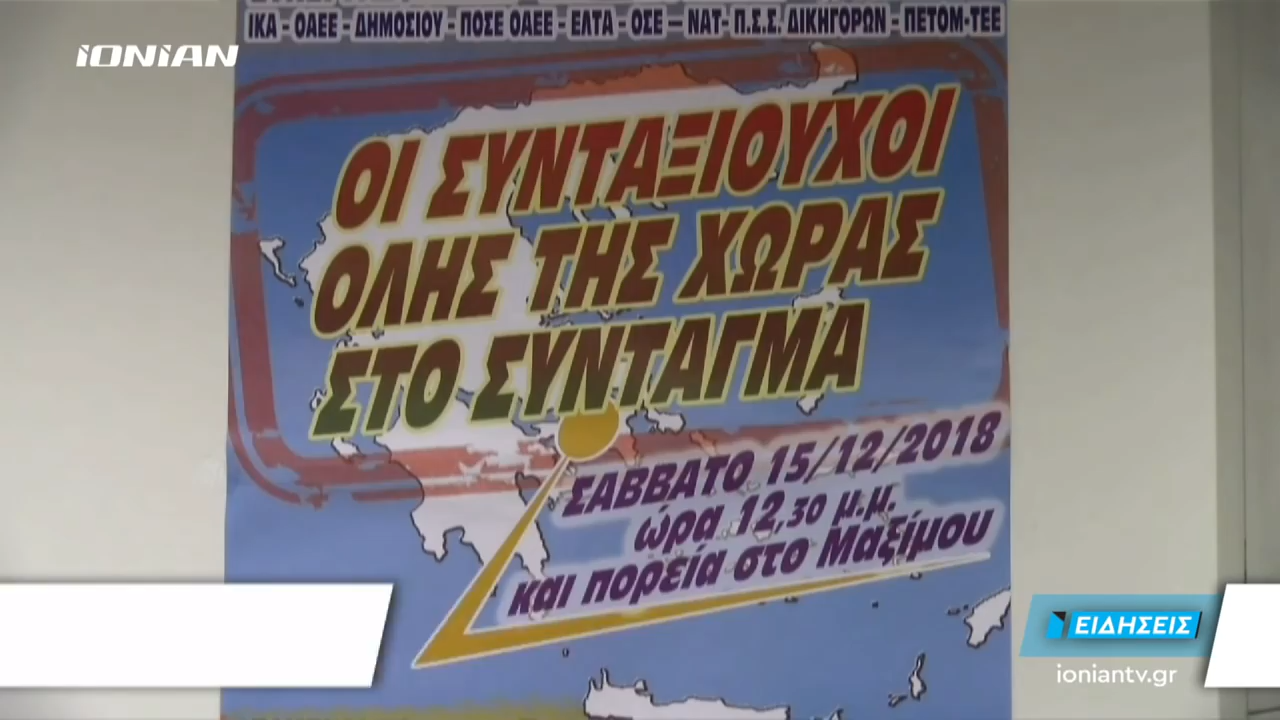 IONIAN
ΙΚΑ - ΟΑΕΕ - ΔΗΜΟΣΙΟΥ - ΠΟΣΕ ΟΑΕΕ - ΕΛΤΑ - ΟΣΕ — ΝΑΤ- Π.Σ.Σ. ΔΙΚΗΓΟΡΩΝ - ΠΕΤΟΜ-ΤΕΕ
ΟΙ ΣΥΝΤΑΞΙΟΥΧΟΙ
ΟΛΗΣ ΤΗΣ ΧΩΡΑΣ
ΣΤΟ ΣΥΝΤΑΓΜΑ
ΣΑΒΒΑΤΟ 15/12/2018
ώρα 12,30 μ.μ.
και πορεία στο Μαξίμου
ΕΙΔΗΣΕΙΣ
ioniantv.gr